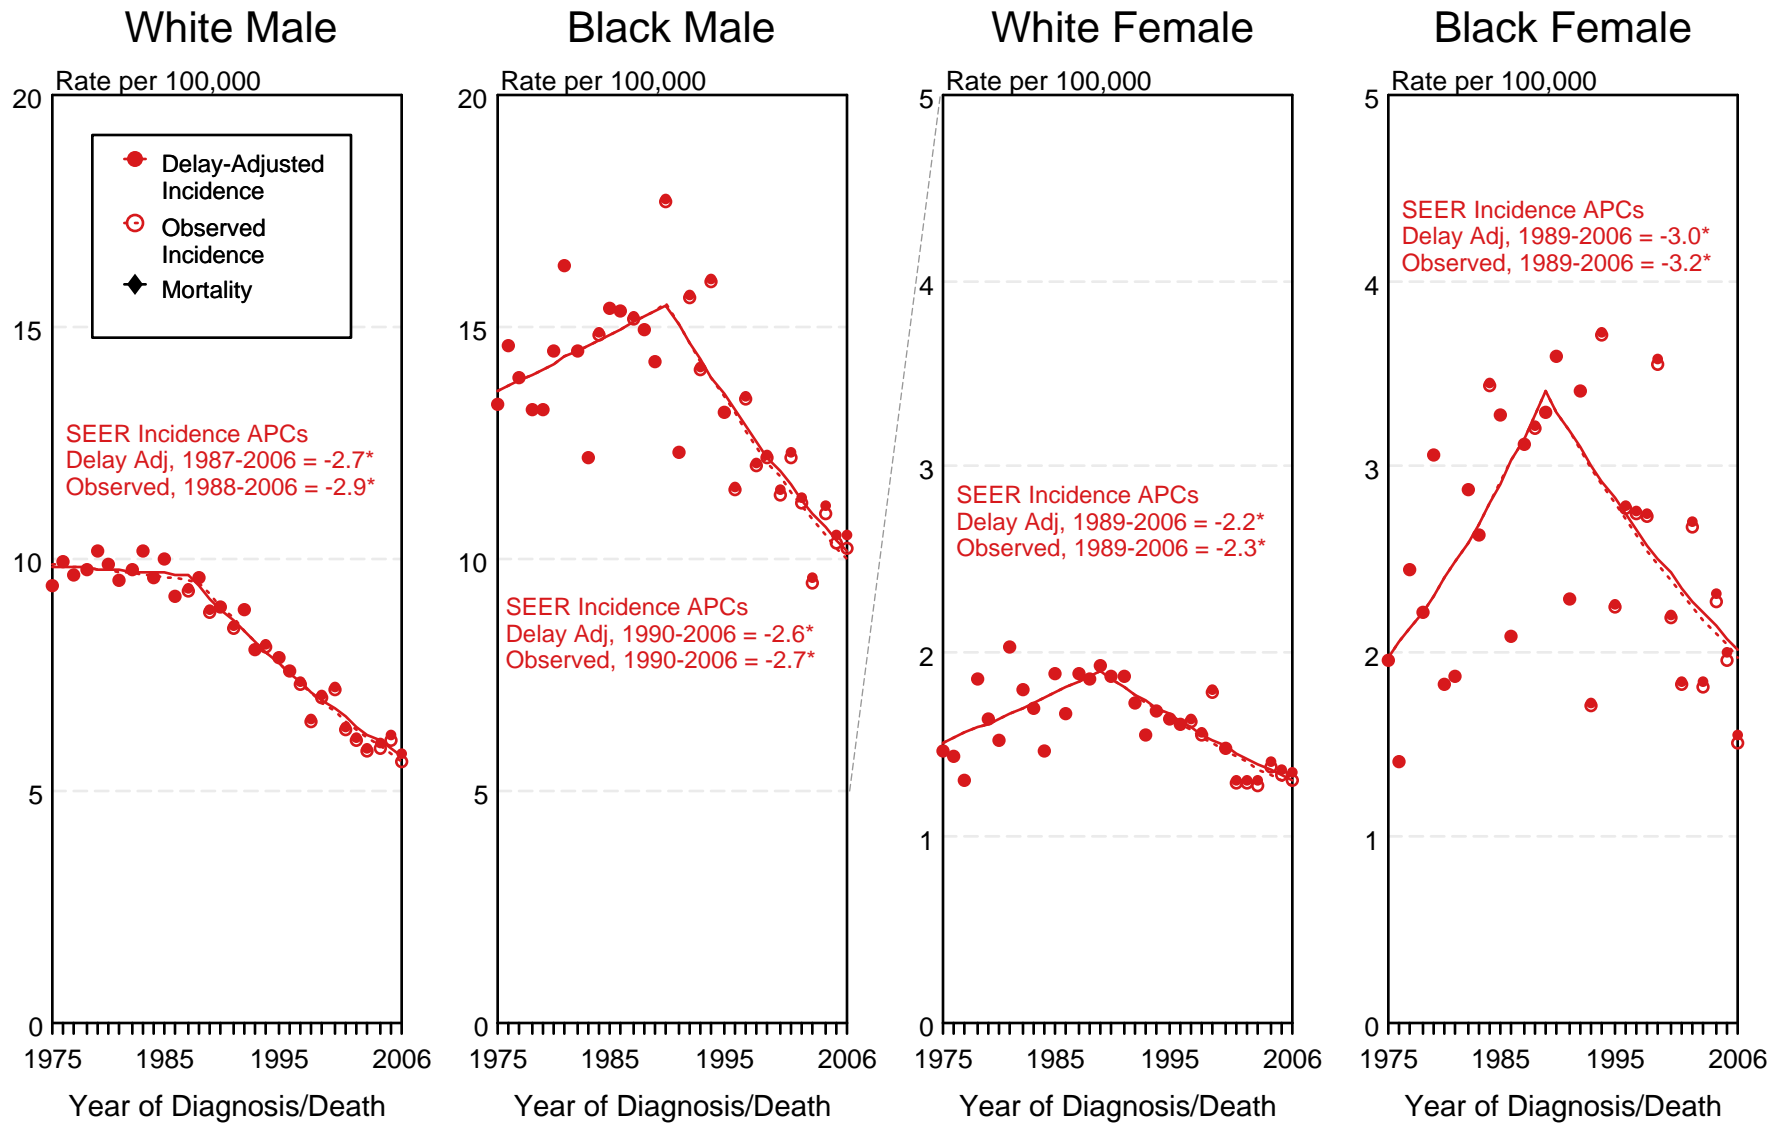 White Male
Rate per 100,000
20
15
10
5
0
Delay-Adjusted
Incidence
Observed
Incidence
Mortality
SEER Incidence APCs
Delay Adj, 1987-2006 = -2.7*
Observed, 1988-2006 = -2.9*
1975 1985 1995 2006
Year of Diagnosis/Death
Black Male
Rate per 100,000
20
15
10
5
0
SEER Incidence APCs
Delay Adj, 1990-2006 = -2.6*
Observed, 1990-2006 = -2.7*
1975 1985 1995 2006
Year of Diagnosis/Death
White Female
Rate per 100,000
5
4
3
2
1
0
SEER Incidence APCs
Delay Adj, 1989-2006 = -2.2*
Observed, 1989-2006 = -2.3*
1975 1985 1995 2006
Year of Diagnosis/Death
Black Female
Rate per 100,000
5
4
3
2
1
0
SEER Incidence APCs
Delay Adj, 1989-2006 = -3.0*
Observed, 1989-2006 = -3.2*
1975 1985 1995 2006
Year of Diagnosis/Death